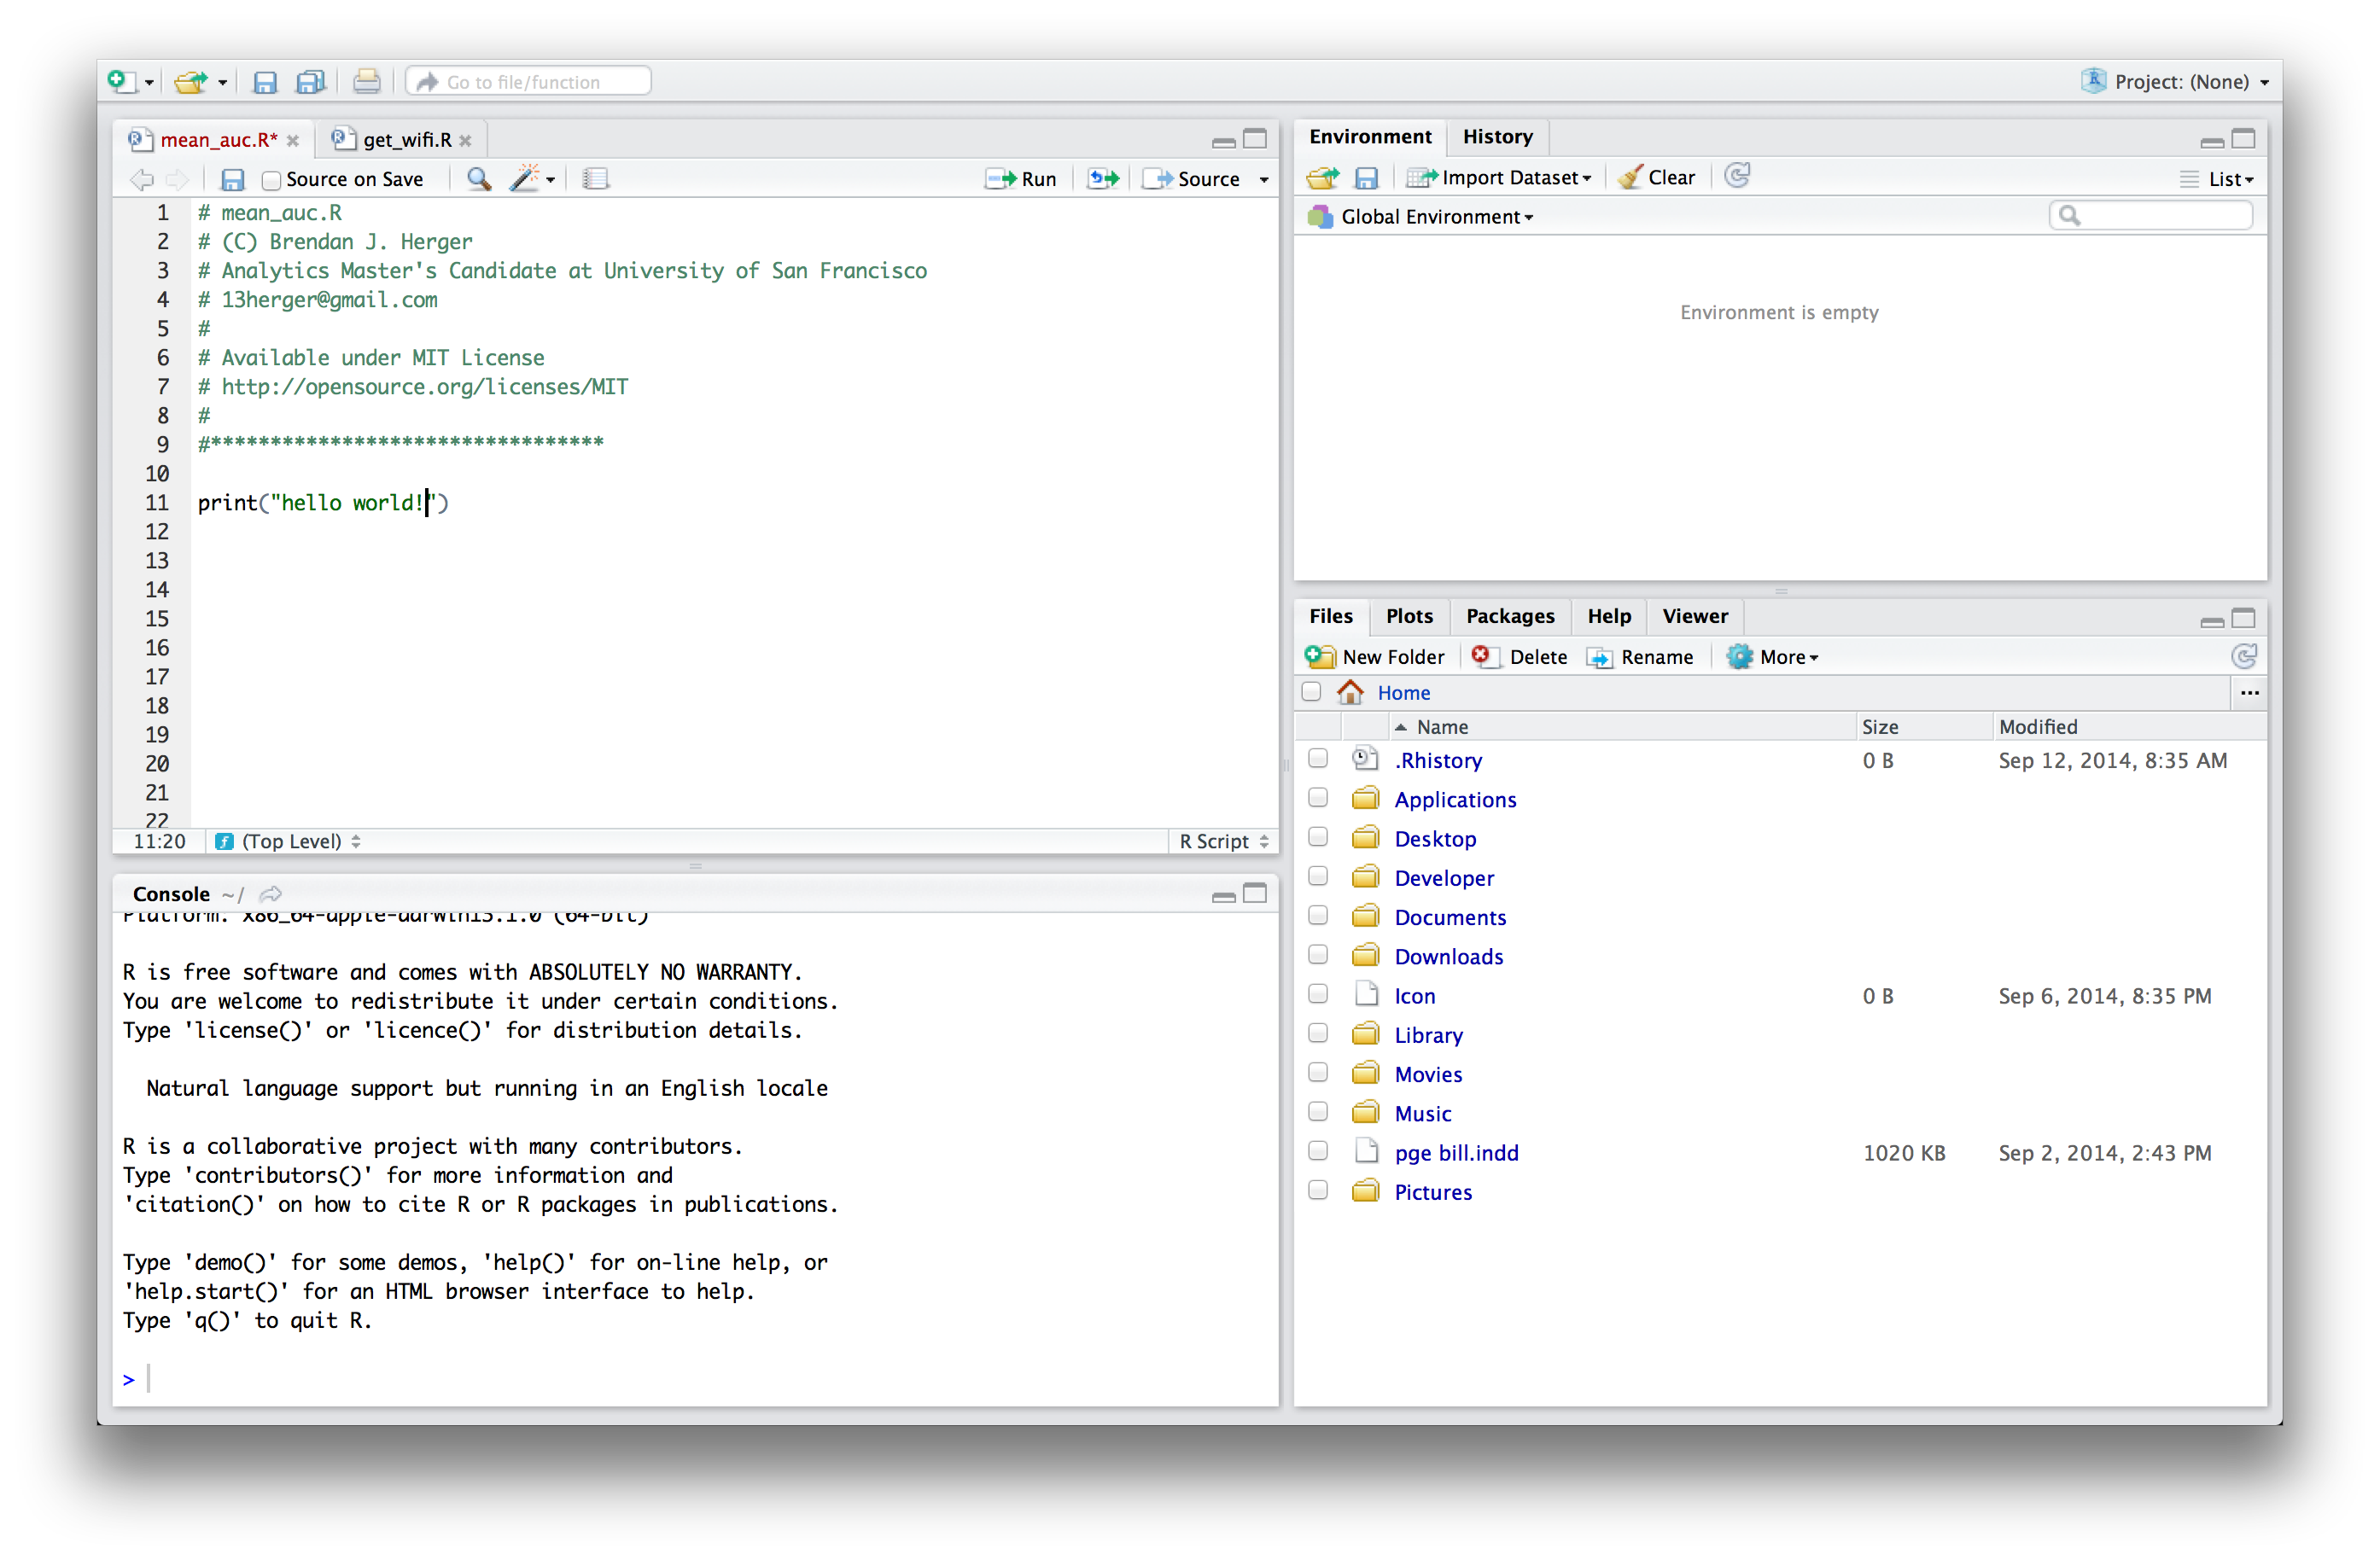 Go to file/function
Project: (None)
mean_auc.R*
get_wifi.R
Source on Save
Run
Source
1 # mean_auc.R
2 # (C) Brendan J. Herger
3 # Analytics Master's Candidate at University of San Francisco
4 # 13herger@gmail.com
5 #
6 # Available under MIT License
7 # http://opensource.org/licenses/MIT
8 #
9 #*********************************
10
11 print("hello world!")
12
13
14
15
16
17
18
19
20
21
22
11:20 (Top Level) R Script
Console ~/
Platform: x86_64-apple-darwin13.1.0 (64-bit)
R is free software and comes with ABSOLUTELY NO WARRANTY.
You are welcome to redistribute it under certain conditions.
Type 'license()' or 'licence()' for distribution details.
Natural language support but running in an English locale
R is a collaborative project with many contributors.
Type 'contributors()' for more information and
'citation()' on how to cite R or R packages in publications.
Type 'demo()' for some demos, 'help()' for on-line help, or
'help.start()' for an HTML browser interface to help.
Type 'q()' to quit R.
>
Environment History
Import Dataset Clear List
Global Environment
Environment is empty
Files Plots Packages Help Viewer
New Folder Delete Rename More
Home ...
Name Size Modified
.Rhistory 0 B Sep 12, 2014, 8:35 AM
Applications
Desktop
Developer
Documents
Downloads
Icon 0 B Sep 6, 2014, 8:35 PM
Library
Movies
Music
pge bill.indd 1020 KB Sep 2, 2014, 2:43 PM
Pictures